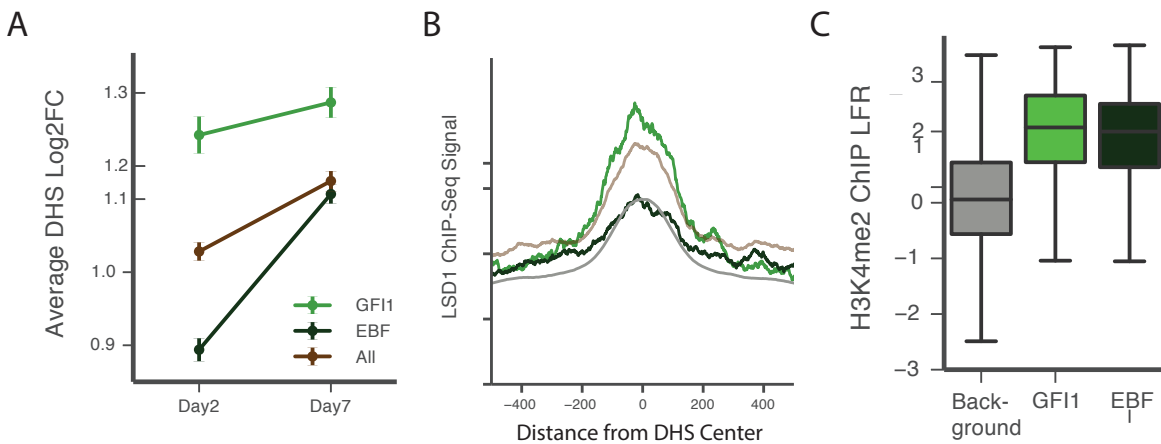 A
Average DHS Log2FC
1.3
1.2
1.1
1.0
0.9
GFI1
EBF
All
Day2
Day7
B
LSD1 ChIP-Seq Signal
−400
−200
0
200
400
Distance from DHS Center
C
H3K4me2 ChIP LFR
3
2
1
0
−1
−2
−3
Back-
ground
GFI1
EBF